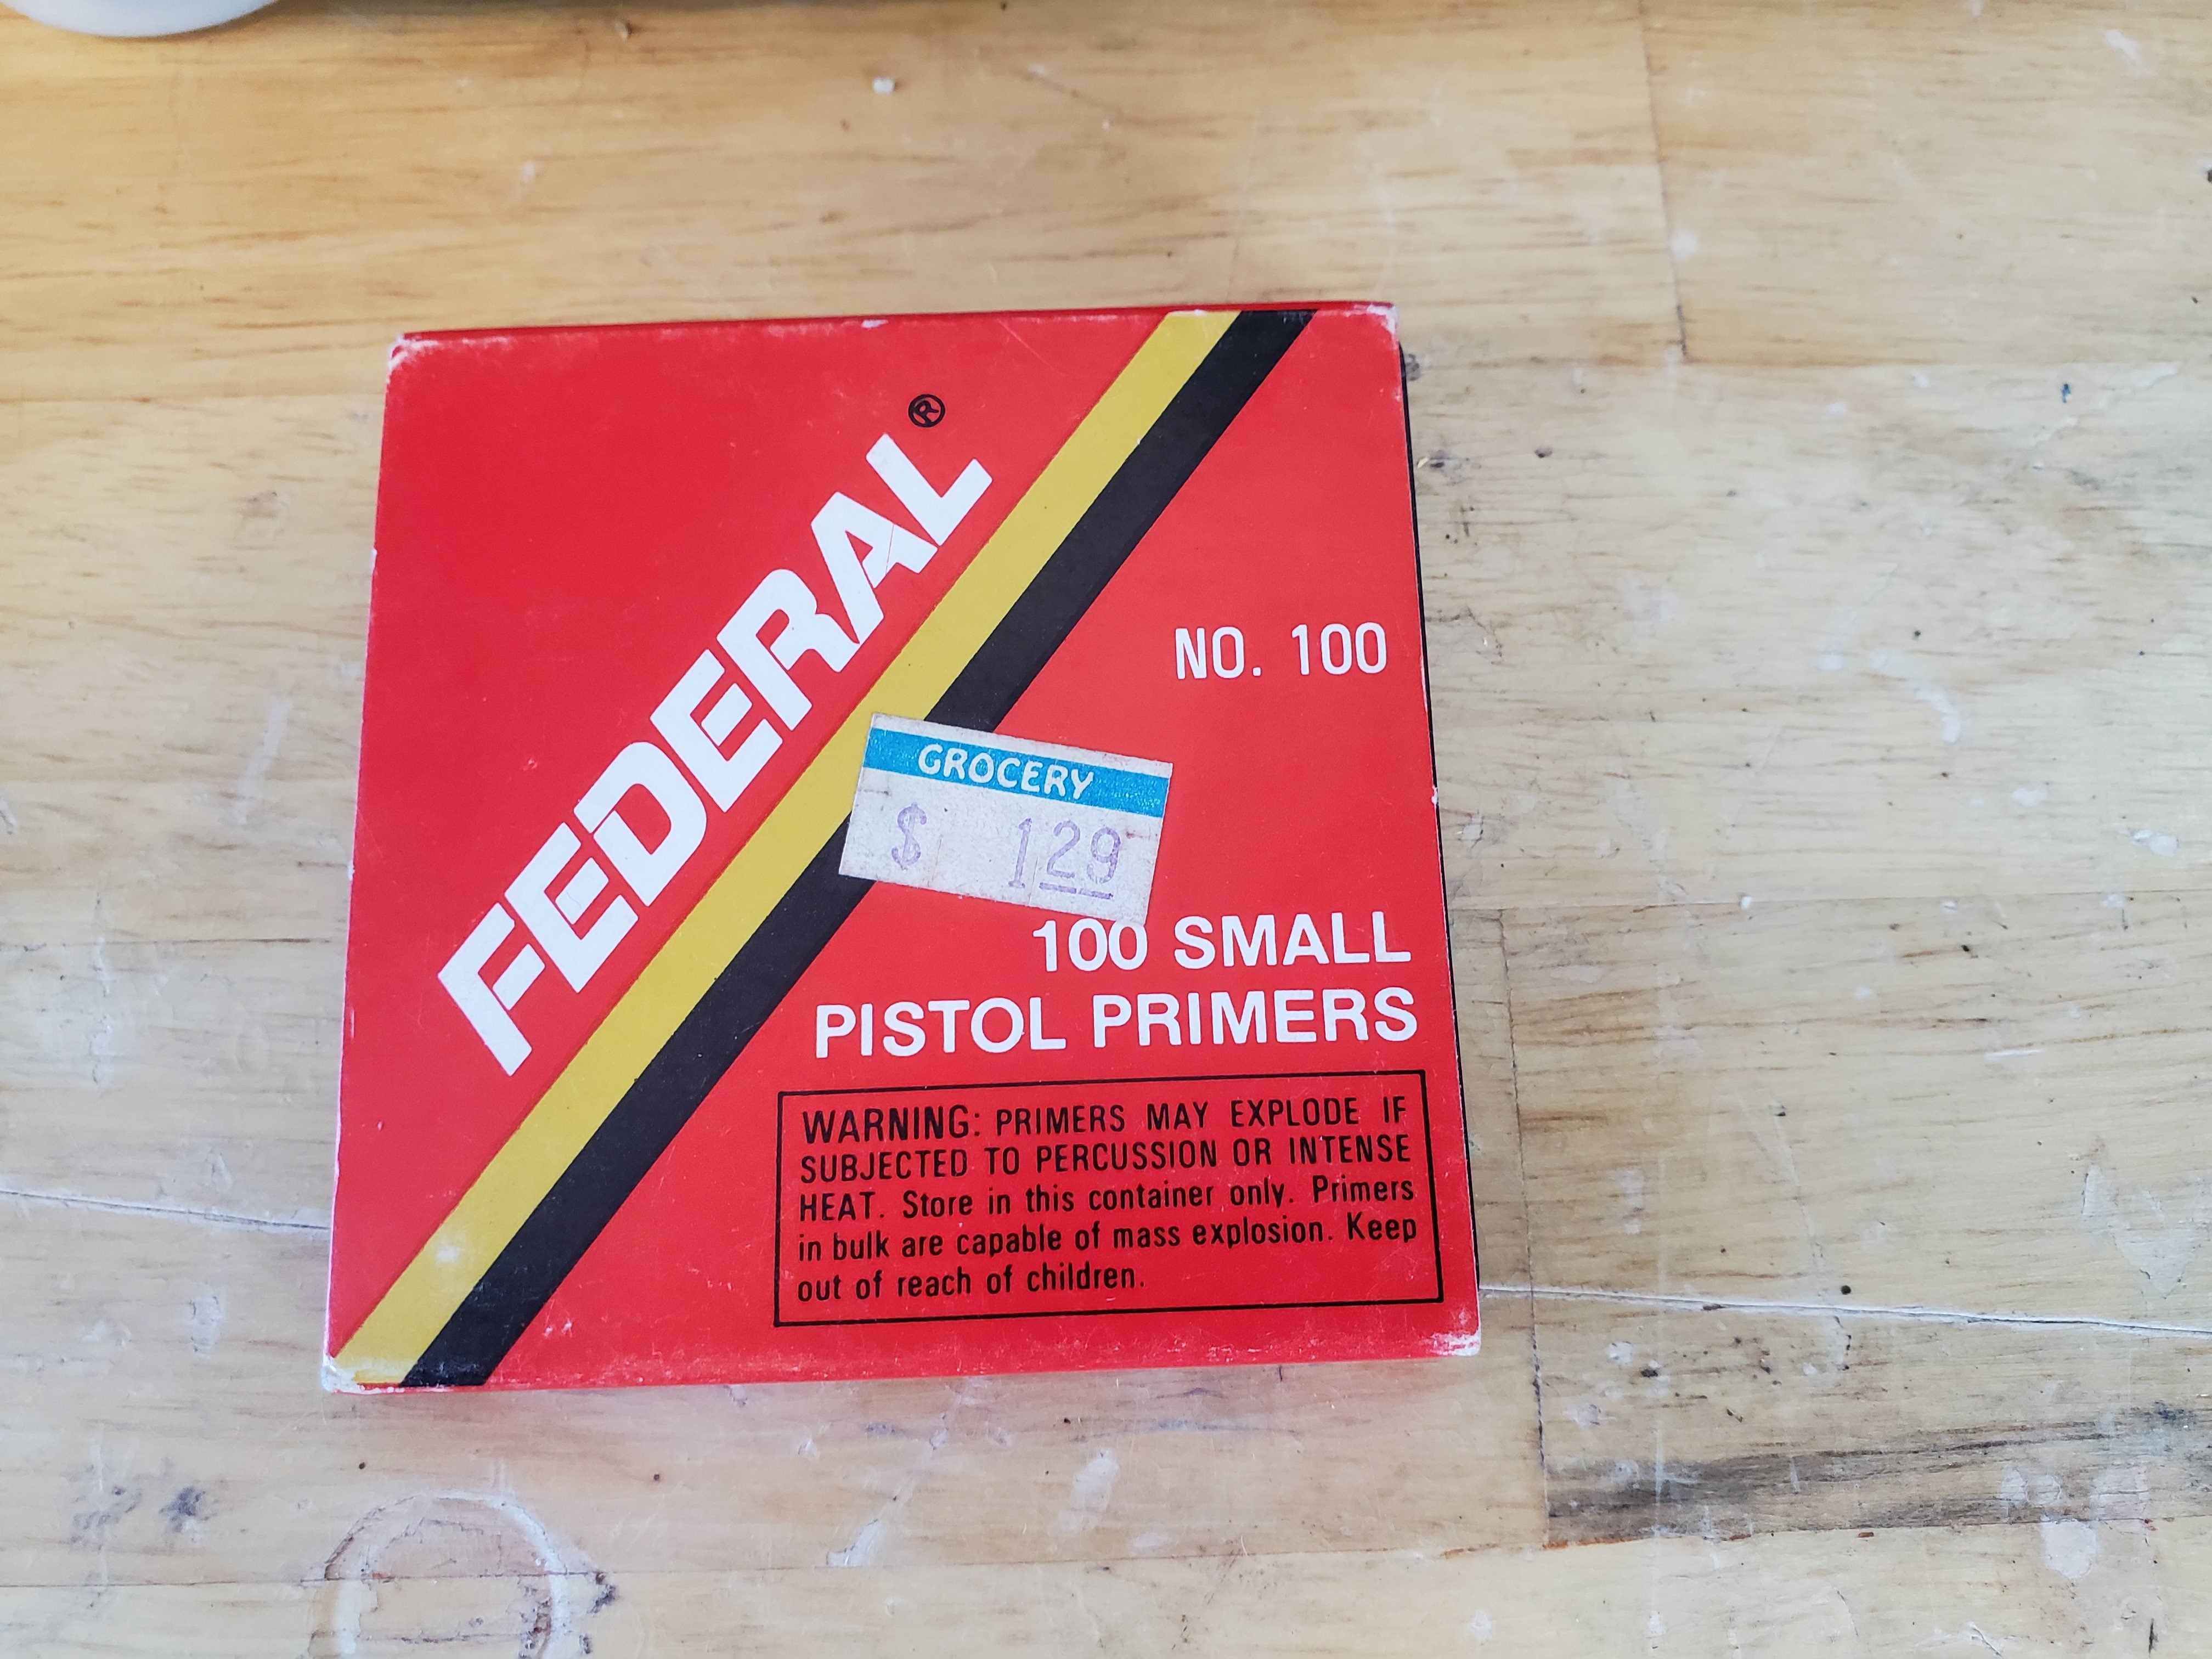 FEDERAL®
NO. 100
GROCERY
$ 129
100 SMALL
PISTOL PRIMERS
WARNING: PRIMERS MAY EXPLODE IF
SUBJECTED TO PERCUSSION OR INTENSE
HEAT. Store in this container only. Primers
in bulk are capable of mass explosion. Keep
out of reach of children.